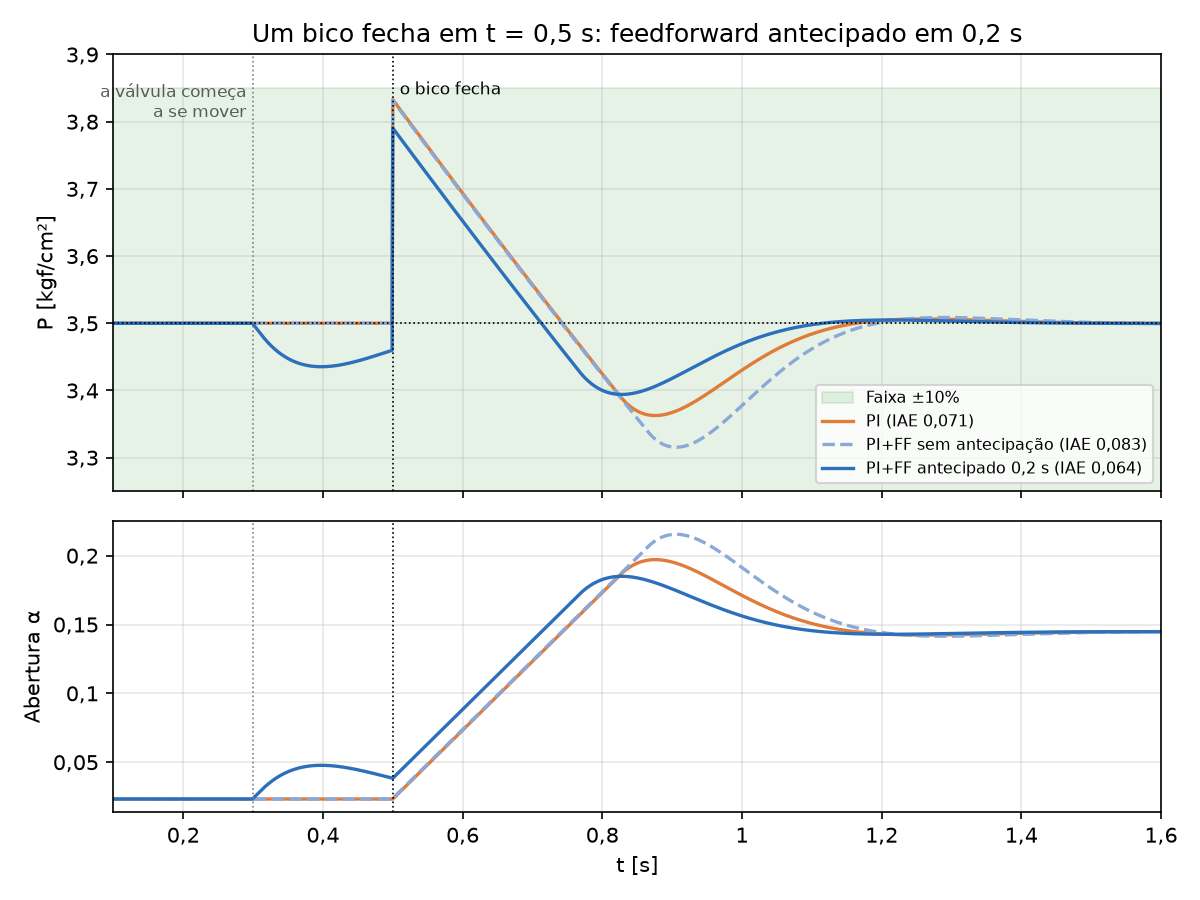 Um bico fecha em t = 0,5 s: feedforward antecipado em 0,2 s
3,9
3,8
3,7
3,6
3,5
3,4
3,3
P [kgf/cm²]
a válvula começa
a se mover
o bico fecha
Faixa ±10%
PI (IAE 0,071)
PI+FF sem antecipação (IAE 0,083)
PI+FF antecipado 0,2 s (IAE 0,064)
0,2
0,15
0,1
0,05
Abertura α
0,2 0,4 0,6 0,8 1 1,2 1,4 1,6
t [s]